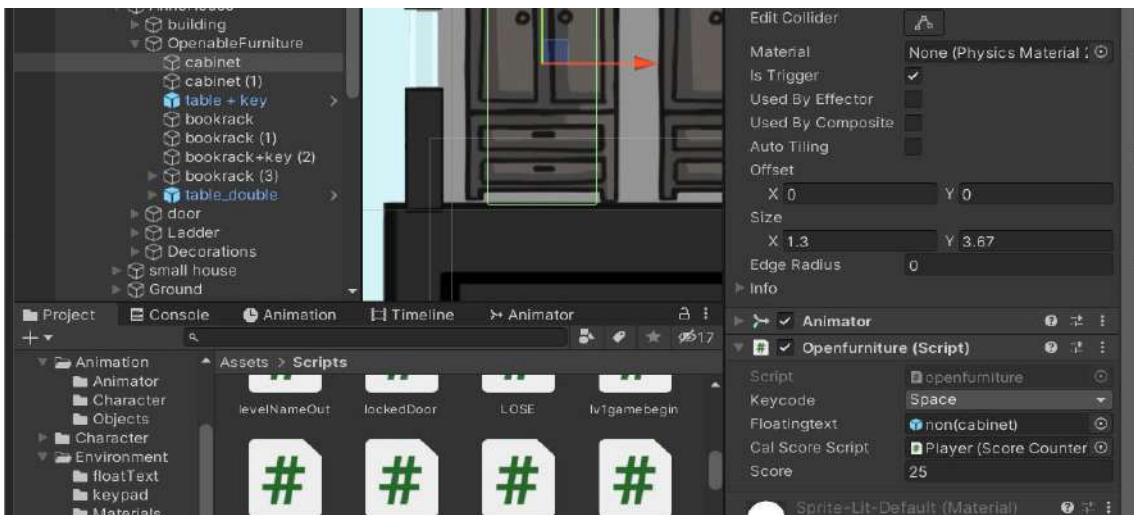 building
OpenableFurniture
cabinet
cabinet (1)
table + key
bookrack
bookrack (1)
bookrack+key (2)
bookrack (3)
table_double
door
Ladder
Decorations
small house
Ground
Project
Console
Animation
Timeline
Animator
17
Animation
Animator
Character
Objects
Character
Environment
floatText
keypad
Materials
Assets > Scripts
levelNameOut
lockedDoor
LOSE
lv1gamebegin
# # # #
Edit Collider
Material None (Physics Material
Is Trigger
Used By Effector
Used By Composite
Auto Tiling
Offset
X 0 Y 0
Size
X 1.3 Y 3.67
Edge Radius 0
Info
Animator
# Openfurniture (Script)
Script openfurniture
Keycode Space
Floatingtext non(cabinet)
Cal Score Script Player (Score Counter
Score 25
Sprite-Lit-Default (Material)